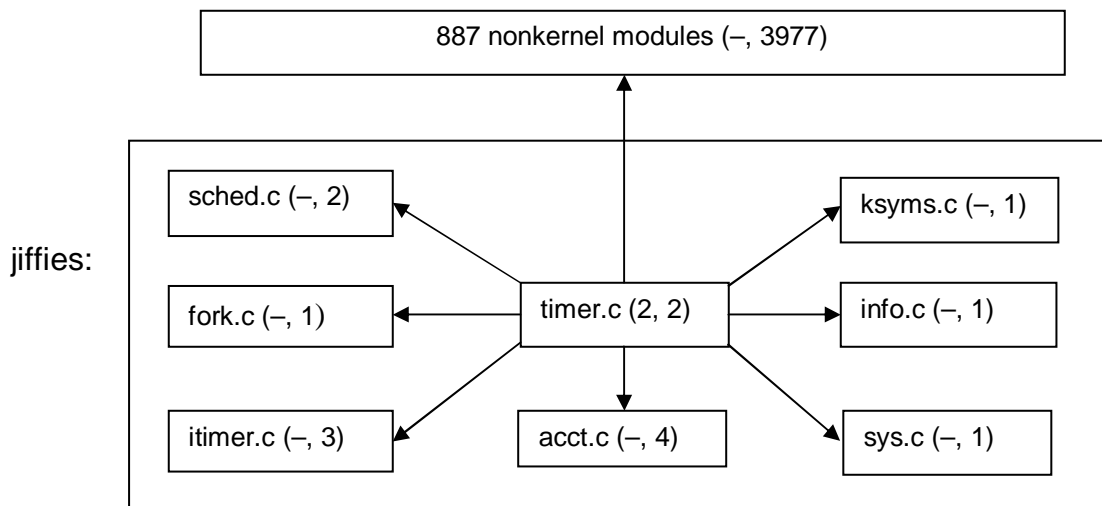 887 nonkernel modules (–, 3977)
sched.c (–, 2)
ksyms.c (–, 1)
jiffies:
fork.c (–, 1)
timer.c (2, 2)
info.c (–, 1)
itimer.c (–, 3)
acct.c (–, 4)
sys.c (–, 1)